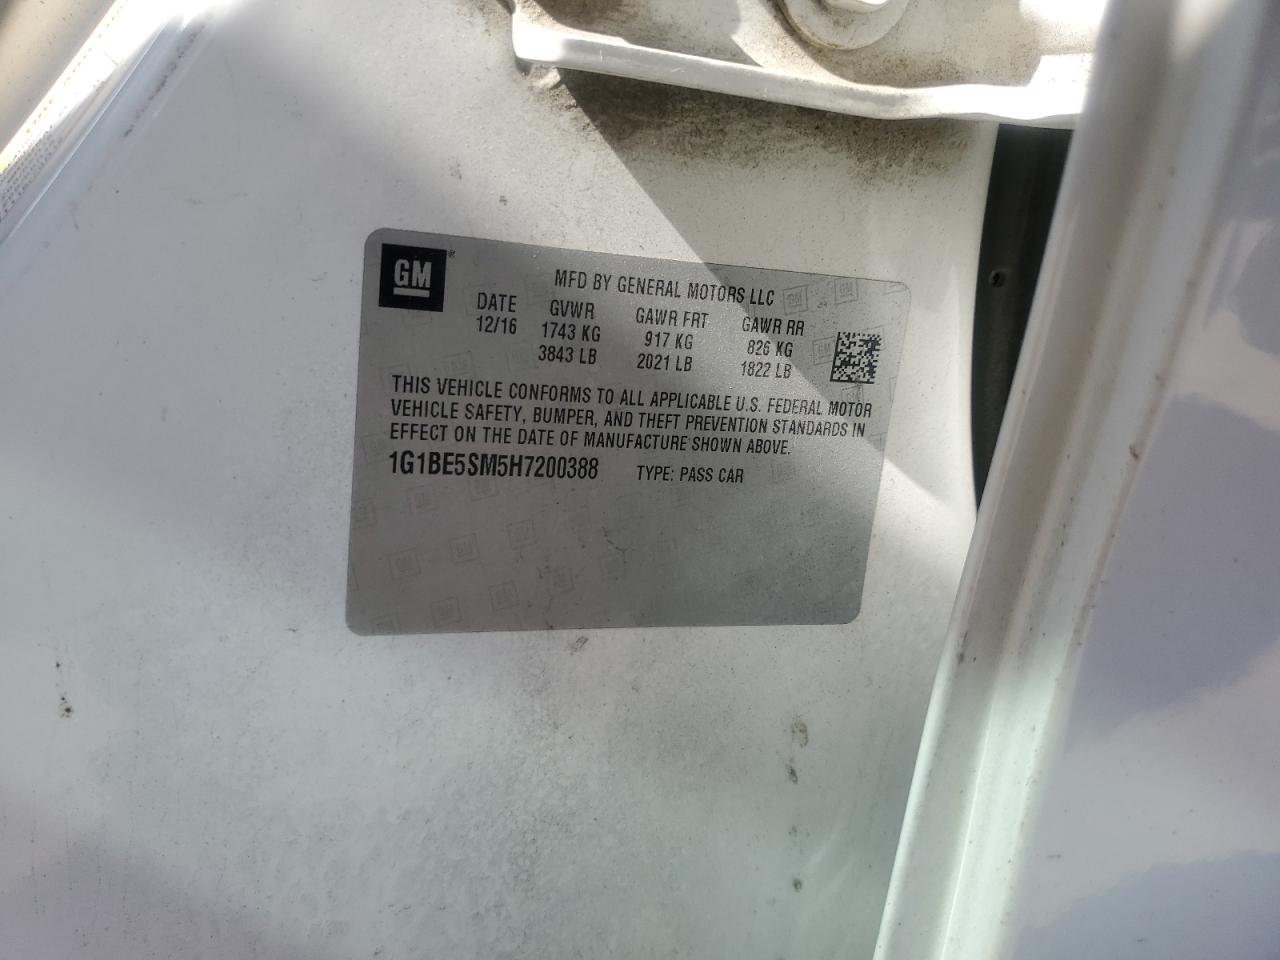 GM®
MFD BY GENERAL MOTORS LLC
DATE GVWR GAWR FRT GAWR RR
12/16 1743 KG 917 KG 826 KG
3843 LB 2021 LB 1822 LB
THIS VEHICLE CONFORMS TO ALL APPLICABLE U.S. FEDERAL MOTOR
VEHICLE SAFETY, BUMPER, AND THEFT PREVENTION STANDARDS IN
EFFECT ON THE DATE OF MANUFACTURE SHOWN ABOVE.
1G1BE5SM5H7200388 TYPE: PASS CAR